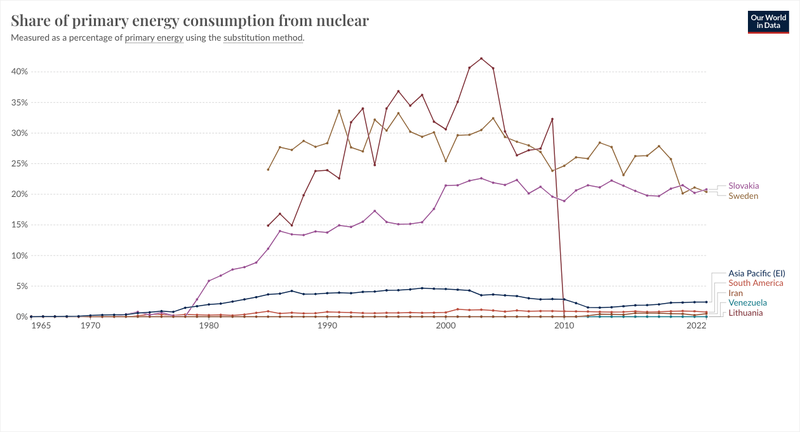 Share of primary energy consumption from nuclear
Our World
in Data
Measured as a percentage of primary energy using the substitution method.
40%
35%
30%
25%
20%
15%
10%
5%
0%
Slovakia
Sweden
Asia Pacific (EI)
South America
Iran
Venezuela
Lithuania
1965
1970
1980
1990
2000
2010
2022